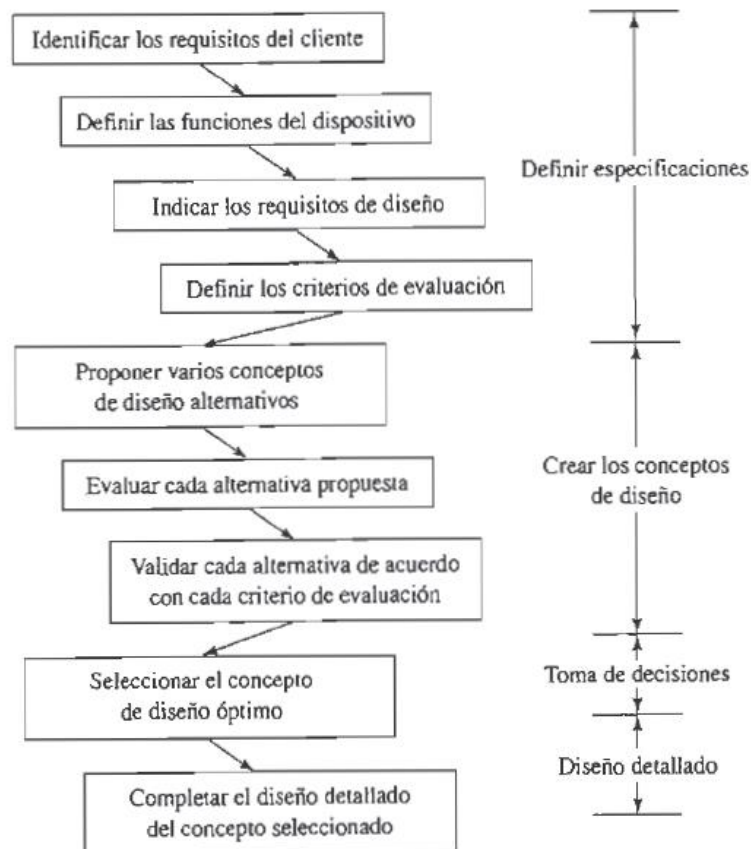 Identificar los requisitos del cliente
Definir las funciones del dispositivo
Indicar los requisitos de diseño
Definir los criterios de evaluación
Proponer varios conceptos
de diseño alternativos
Evaluar cada alternativa propuesta
Validar cada alternativa de acuerdo
con cada criterio de evaluación
Seleccionar el concepto
de diseño óptimo
Completar el diseño detallado
del concepto seleccionado
Definir especificaciones
Crear los conceptos
de diseño
Toma de decisiones
Diseño detallado